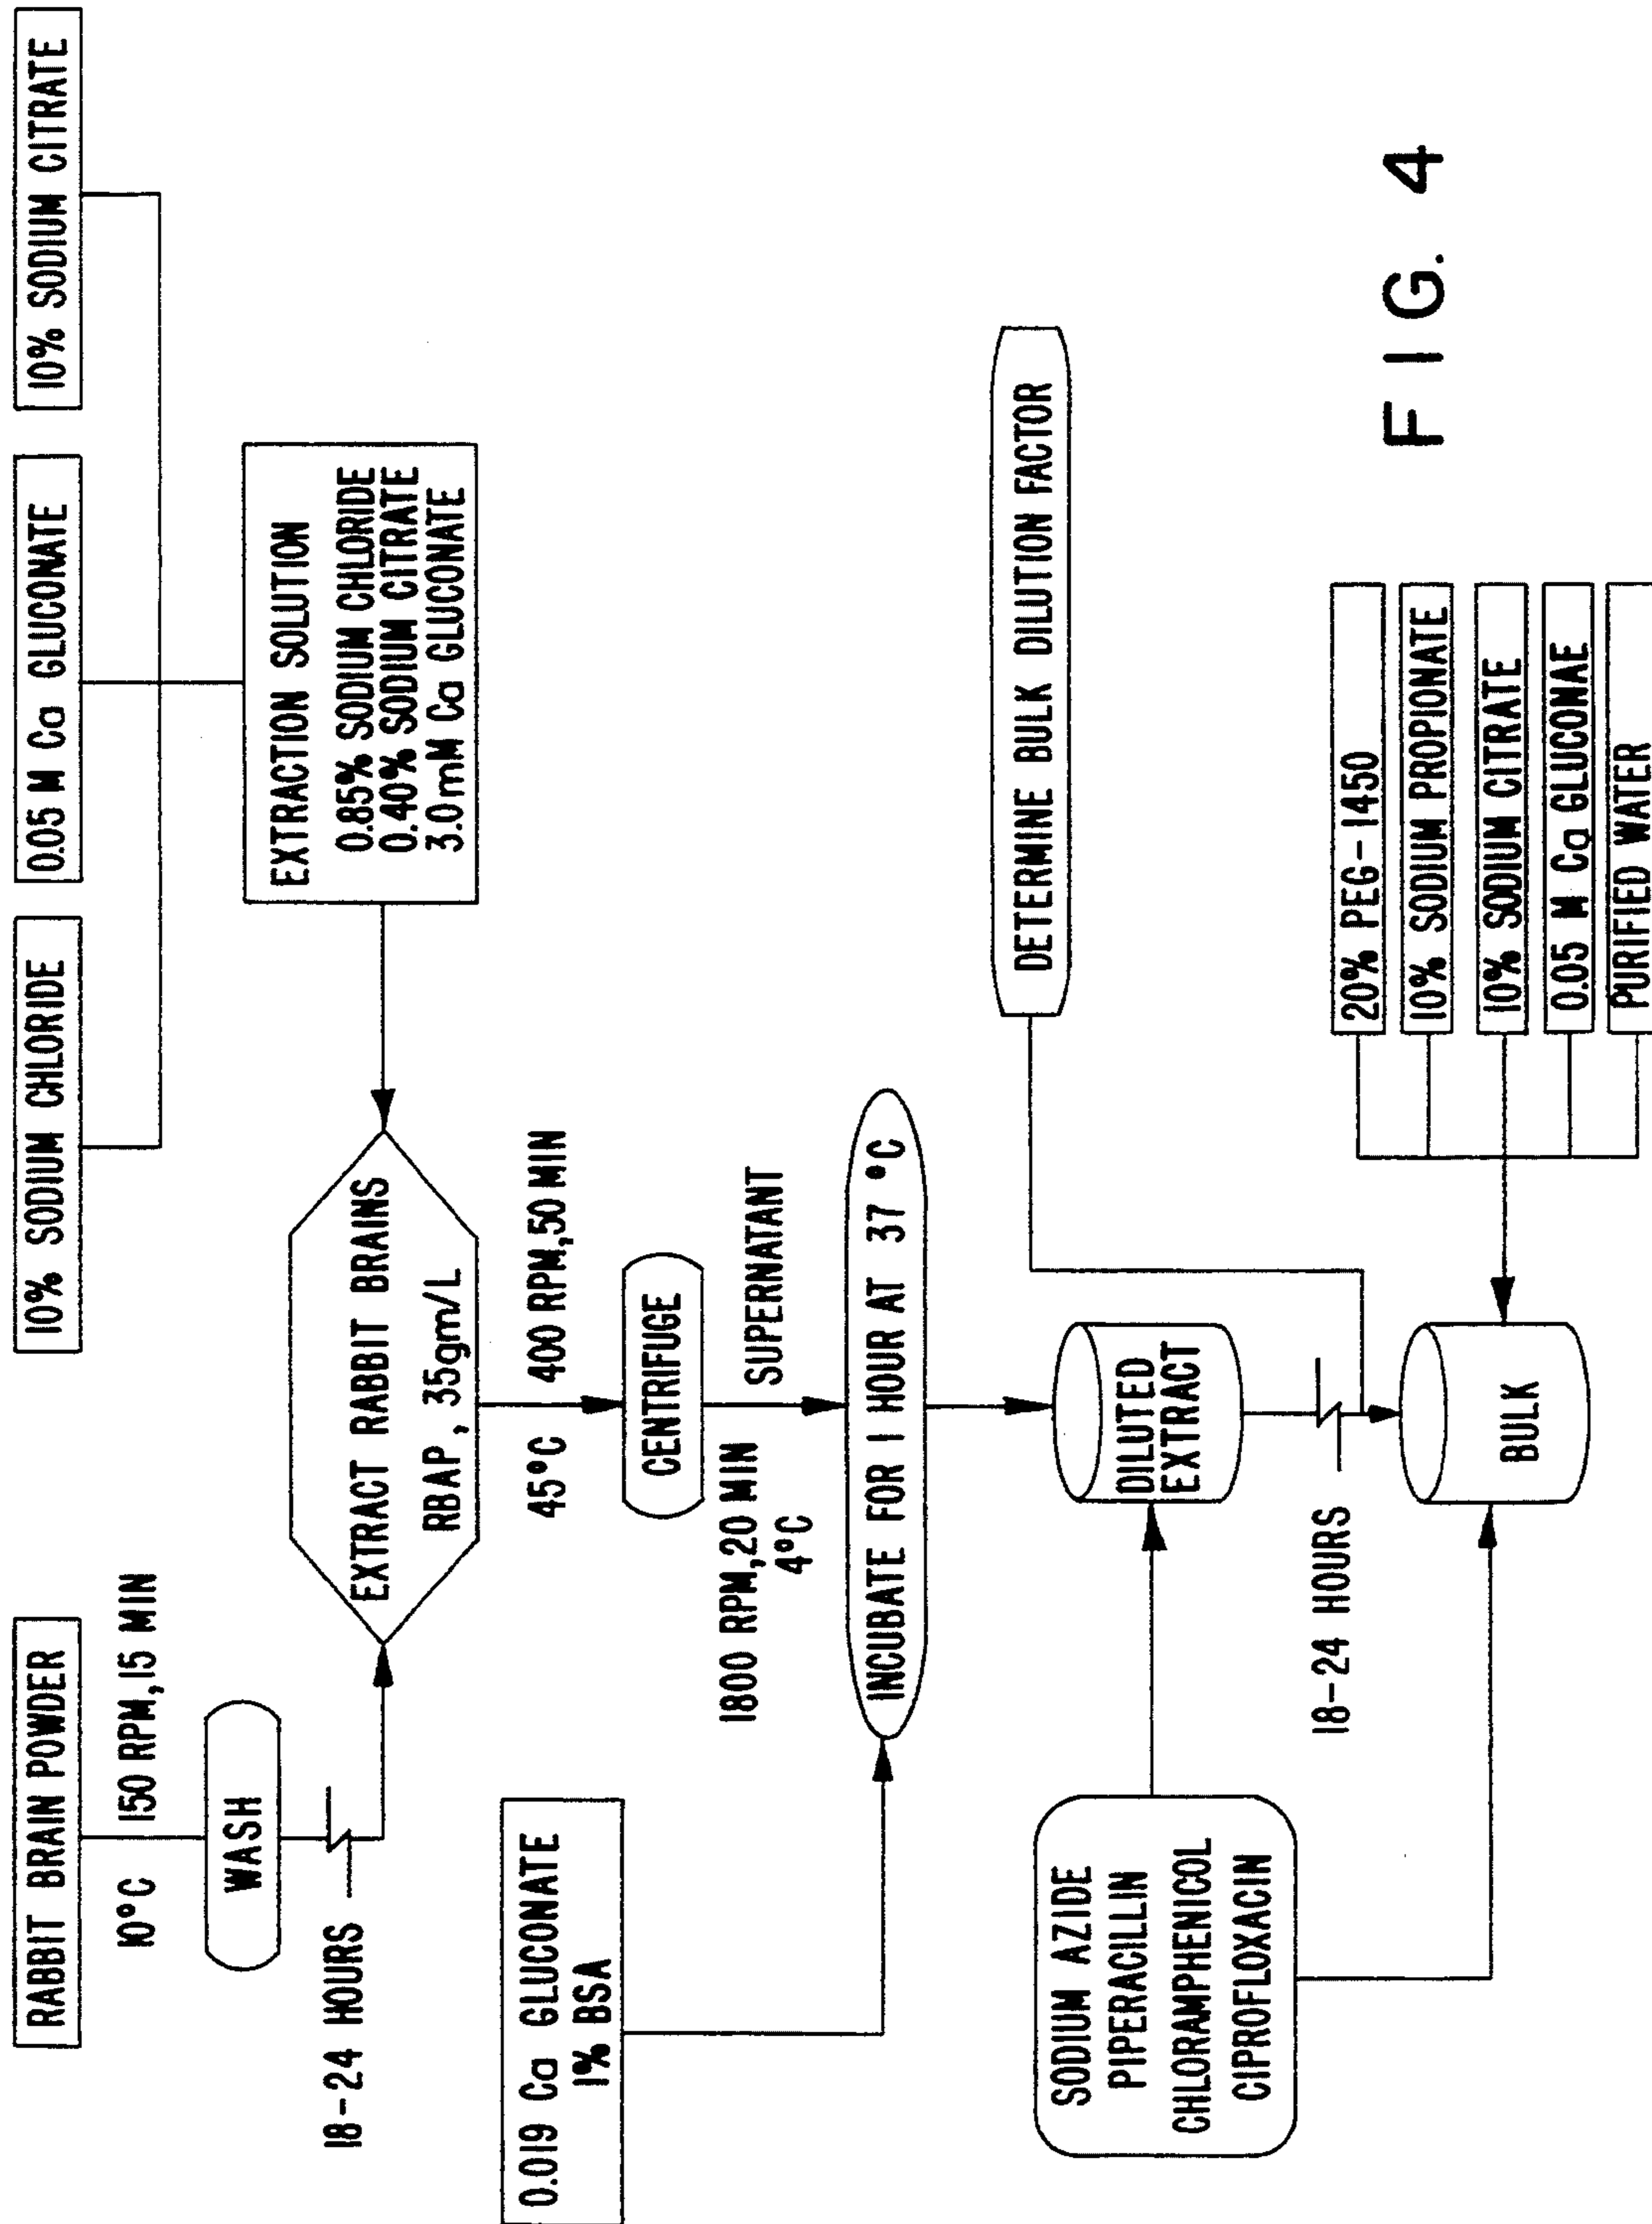 RABBIT BRAIN POWDER
10% SODIUM CHLORIDE
0.05 M Ca GLUCONATE
10% SODIUM CITRATE
10°C 150 RPM,15 MIN
WASH
18-24 HOURS
EXTRACTION SOLUTION
0.85% SODIUM CHLORIDE
0.40% SODIUM CITRATE
3.0mM Ca GLUCONATE
EXTRACT RABBIT BRAINS
RBAP, 35gm/L
45°C 400 RPM,50 MIN
CENTRIFUGE
1800 RPM,20 MIN
4°C
SUPERNATANT
0.019 Ca GLUCONATE
1% BSA
INCUBATE FOR 1 HOUR AT 37 °C
DETERMINE BULK DILUTION FACTOR
DILUTED
EXTRACT
SODIUM AZIDE
PIPERACILLIN
CHLORAMPHENICOL
CIPROFLOXACIN
18-24 HOURS
BULK
20% PEG-1450
10% SODIUM PROPIONATE
10% SODIUM CITRATE
0.05 M Ca GLUCONAE
PURIFIED WATER
FIG. 4